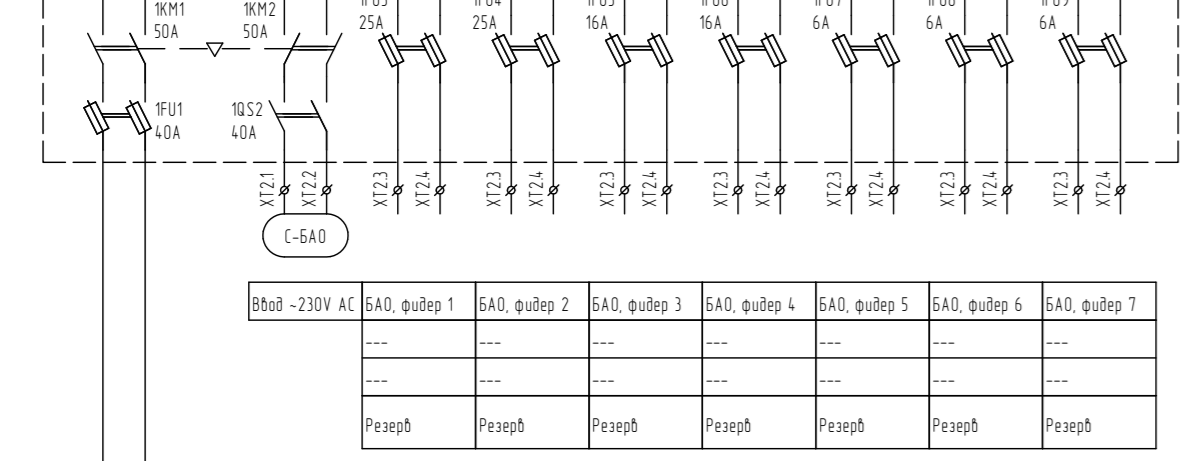 1KM1
50A
1KM2
50A
25A
25A
16A
16A
6A
6A
6A
1FU1
40A
1QS2
40A
XT2.1
XT2.2
XT2.3
XT2.4
XT2.3
XT2.4
XT2.3
XT2.4
XT2.3
XT2.4
XT2.3
XT2.4
XT2.3
XT2.4
XT2.3
XT2.4
С-БАО
Ввод ~230V AC БАО, фидер 1 БАО, фидер 2 БАО, фидер 3 БАО, фидер 4 БАО, фидер 5 БАО, фидер 6 БАО, фидер 7
--- --- --- --- --- --- ---
--- --- --- --- --- --- ---
Резерв Резерв Резерв Резерв Резерв Резерв Резерв